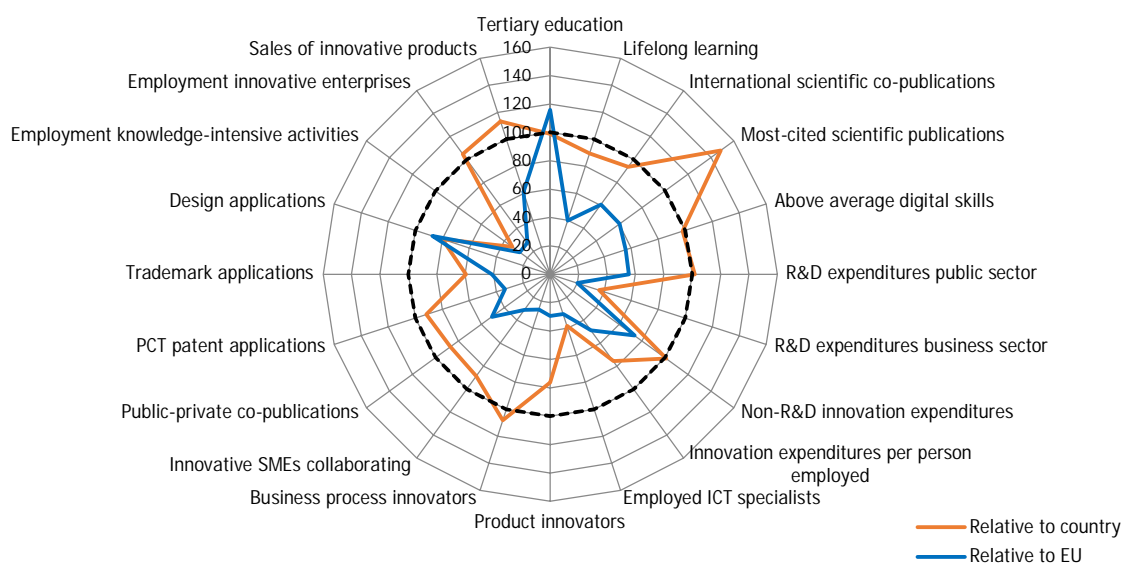 Tertiary education
Lifelong learning
International scientific co-publications
Most-cited scientific publications
Above average digital skills
R&D expenditures public sector
R&D expenditures business sector
Non-R&D innovation expenditures
Innovation expenditures per person
employed
Employed ICT specialists
Product innovators
Business process innovators
Innovative SMEs collaborating
Public-private co-publications
PCT patent applications
Trademark applications
Design applications
Employment knowledge-intensive activities
Employment innovative enterprises
Sales of innovative products
160
140
120
100
80
60
40
20
0
Relative to country
Relative to EU